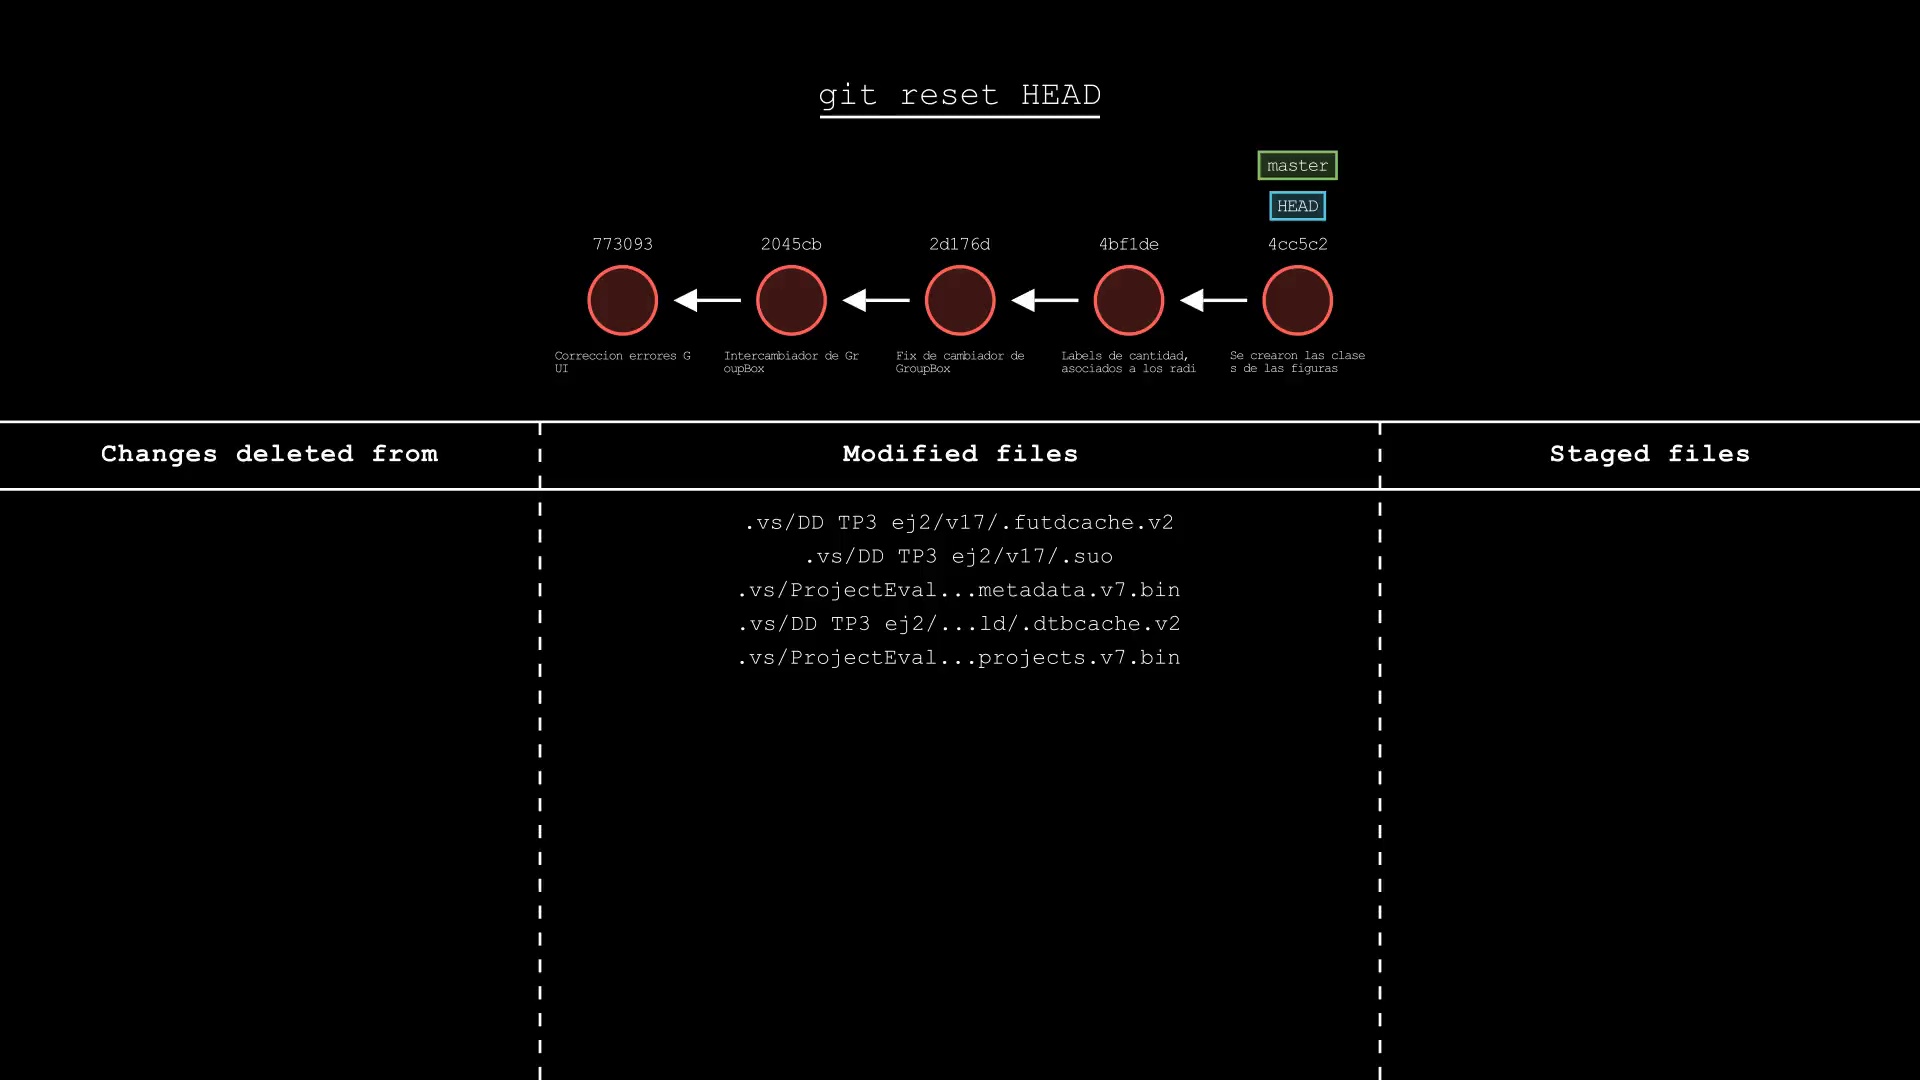 git reset HEAD
master
HEAD
773093 2045cb 2d176d 4bf1de 4cc5c2
Correccion errores G
UI
Intercambiador de Gr
oupBox
Fix de cambiador de
GroupBox
Labels de cantidad,
asociados a los radi
Se crearon las clase
s de las figuras
Changes deleted from
Modified files
Staged files
.vs/DD TP3 ej2/v17/.futdcache.v2
.vs/DD TP3 ej2/v17/.suo
.vs/ProjectEval...metadata.v7.bin
.vs/DD TP3 ej2/...ld/.dtbcache.v2
.vs/ProjectEval...projects.v7.bin